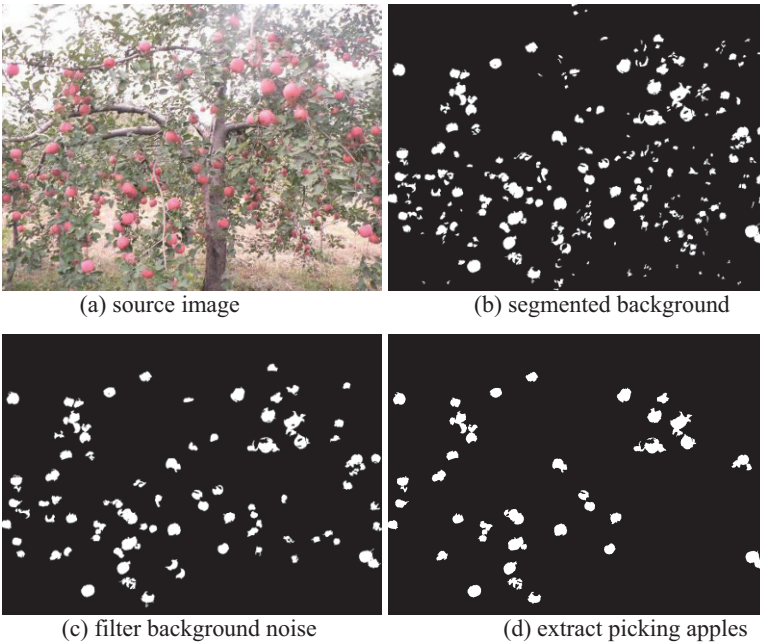 (a) source image
(b) segmented background
(c) filter background noise
(d) extract picking apples